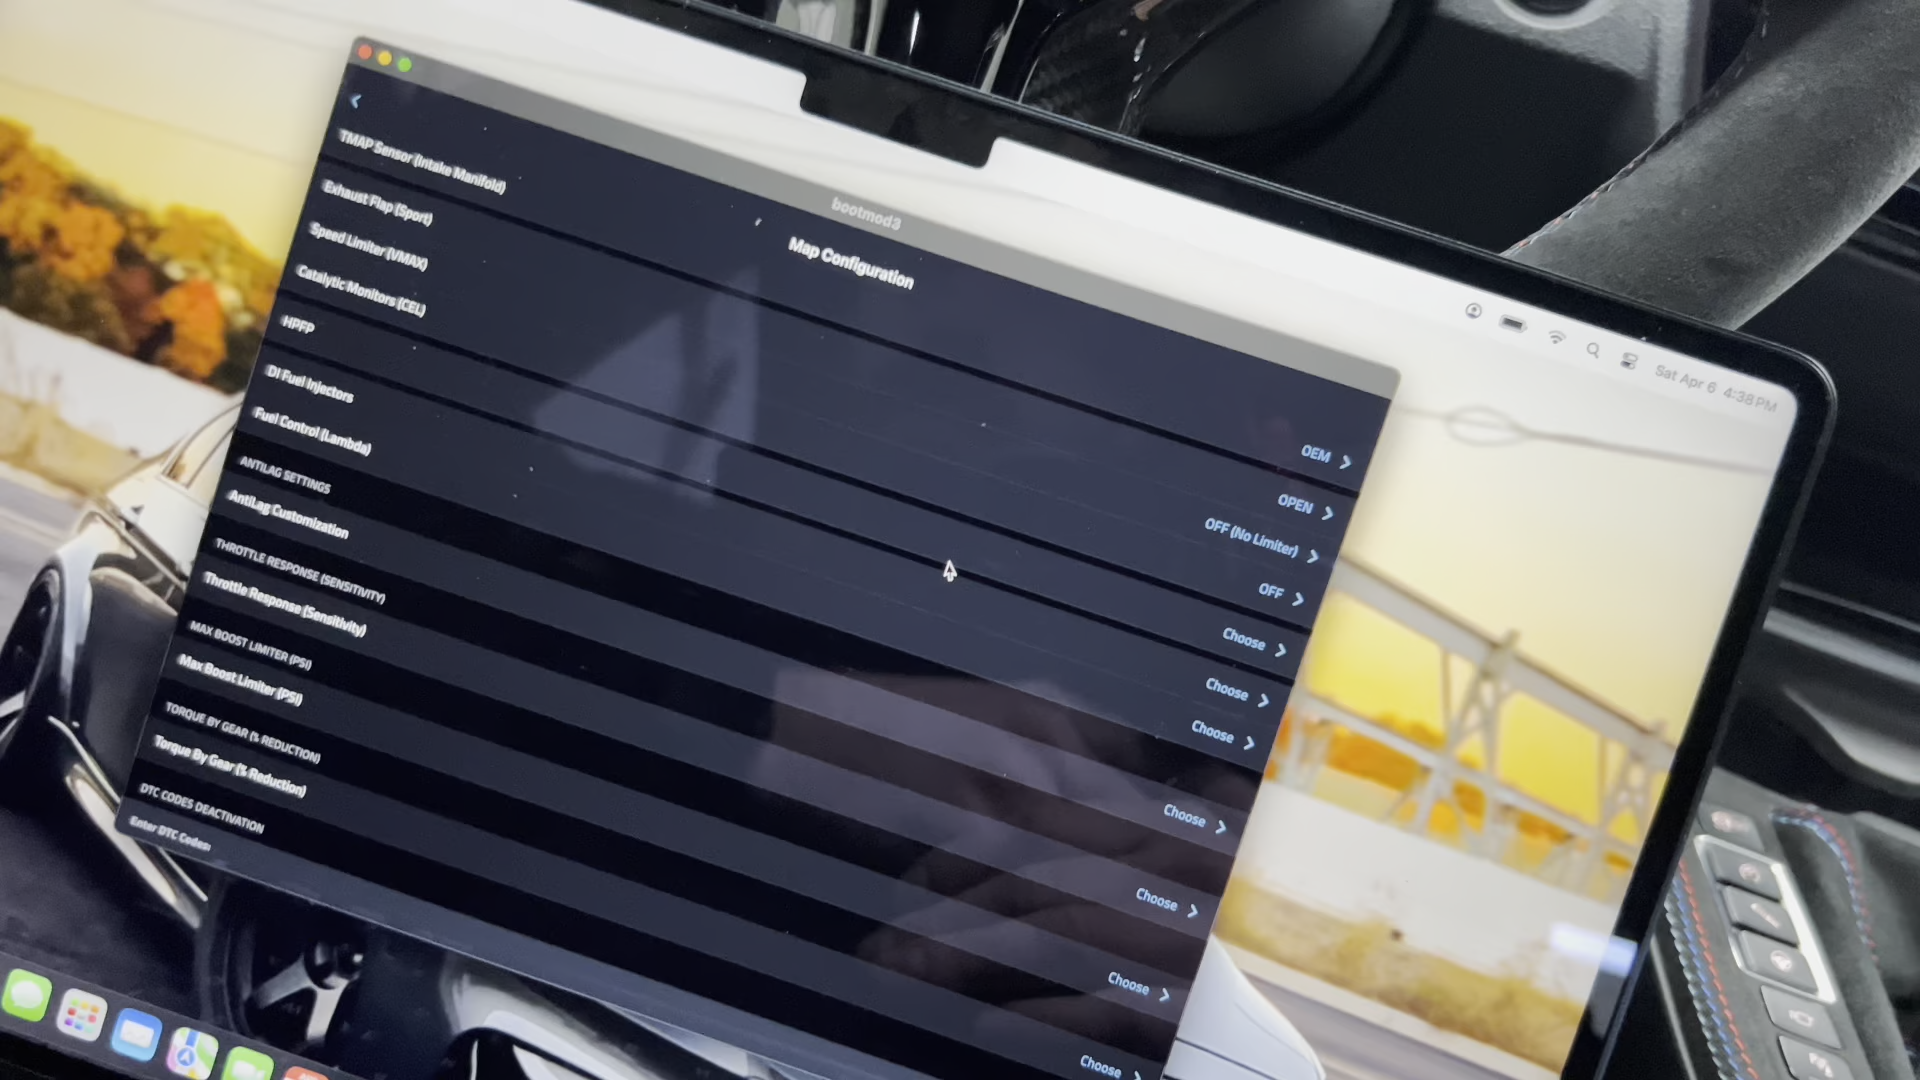 bootmod3
Map Configuration
TMAP Sensor (Intake Manifold)
OEM
Exhaust Flap (Sport)
OPEN
Speed Limiter (VMAX)
OFF (No Limiter)
Catalytic Monitors (CEL)
OFF
HPFP
Choose
DI Fuel Injectors
Choose
Fuel Control (Lambda)
Choose
ANTILAG SETTINGS
AntiLag Customization
Choose
THROTTLE RESPONSE (SENSITIVITY)
Throttle Response (Sensitivity)
Choose
MAX BOOST LIMITER (PSI)
Max Boost Limiter (PSI)
Choose
TORQUE BY GEAR (% REDUCTION)
Torque By Gear (% Reduction)
Choose
DTC CODES DEACTIVATION
Enter DTC Codes:
Sat Apr 6 4:38 PM